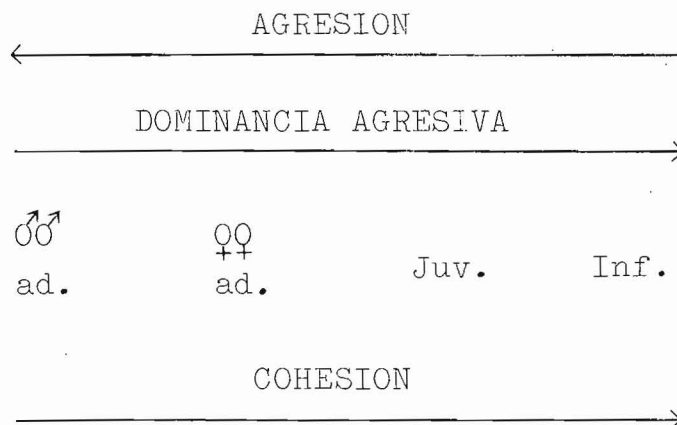 AGRESION
DOMINANCIA AGRESIVA
♂♂ ♀♀
ad. ad. Juv. Inf.
COHESION